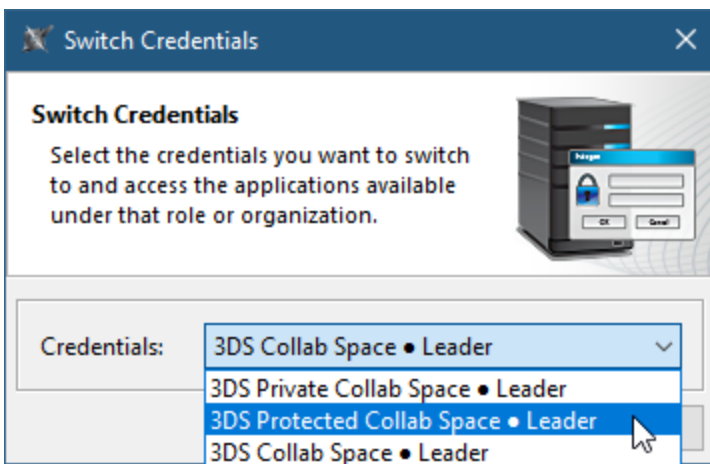 Switch Credentials
Switch Credentials
Select the credentials you want to switch
to and access the applications available
under that role or organization.
OK
Cancel
Credentials:
3DS Collab Space ● Leader
3DS Private Collab Space ● Leader
3DS Protected Collab Space ● Leader
3DS Collab Space ● Leader